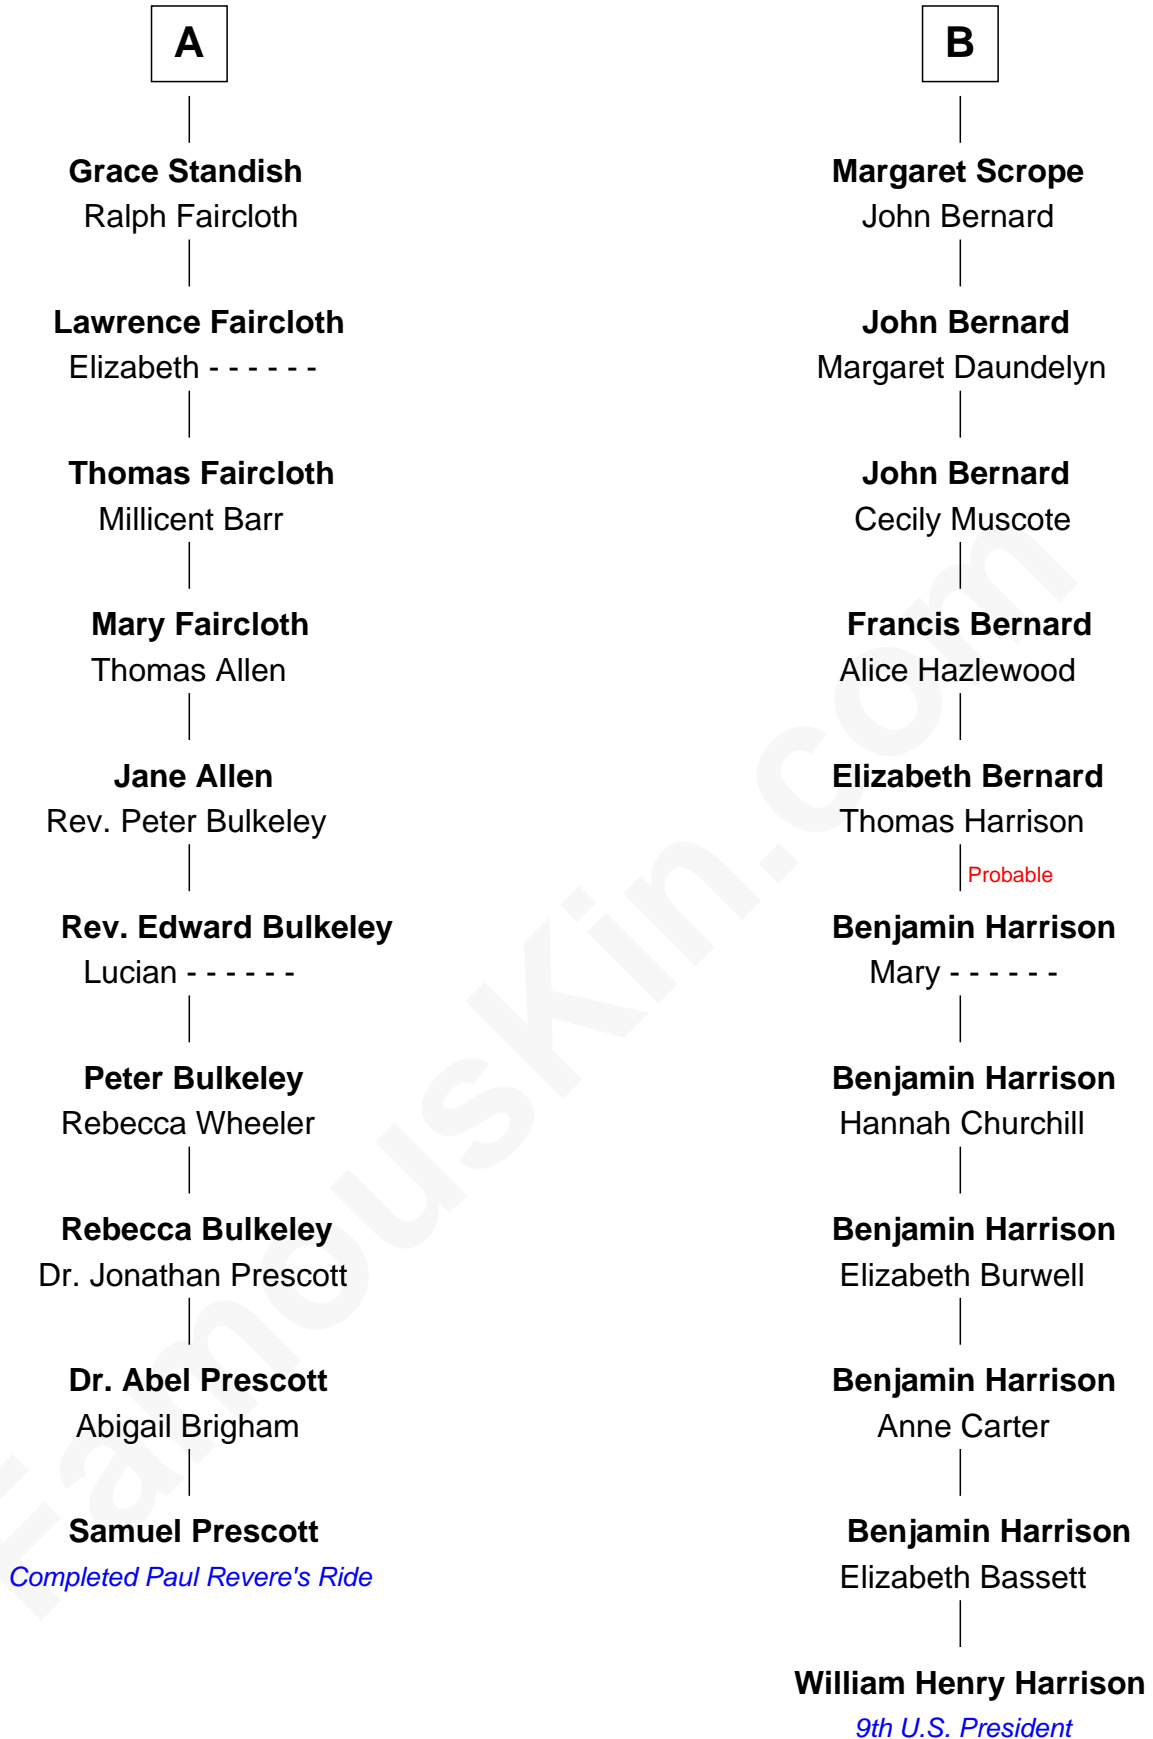 A
Grace Standish
Ralph Faircloth
Lawrence Faircloth
Elizabeth - - - - - -
Thomas Faircloth
Millicent Barr
Mary Faircloth
Thomas Allen
Jane Allen
Rev. Peter Bulkeley
Rev. Edward Bulkeley
Lucian - - - - - -
Peter Bulkeley
Rebecca Wheeler
Rebecca Bulkeley
Dr. Jonathan Prescott
Dr. Abel Prescott
Abigail Brigham
Samuel Prescott
Completed Paul Revere's Ride
B
Margaret Scrope
John Bernard
John Bernard
Margaret Daundelyn
John Bernard
Cecily Muscote
Francis Bernard
Alice Hazlewood
Elizabeth Bernard
Thomas Harrison
Probable
Benjamin Harrison
Mary - - - - - -
Benjamin Harrison
Hannah Churchill
Benjamin Harrison
Elizabeth Burwell
Benjamin Harrison
Anne Carter
Benjamin Harrison
Elizabeth Bassett
William Henry Harrison
9th U.S. President
FamousKin.com